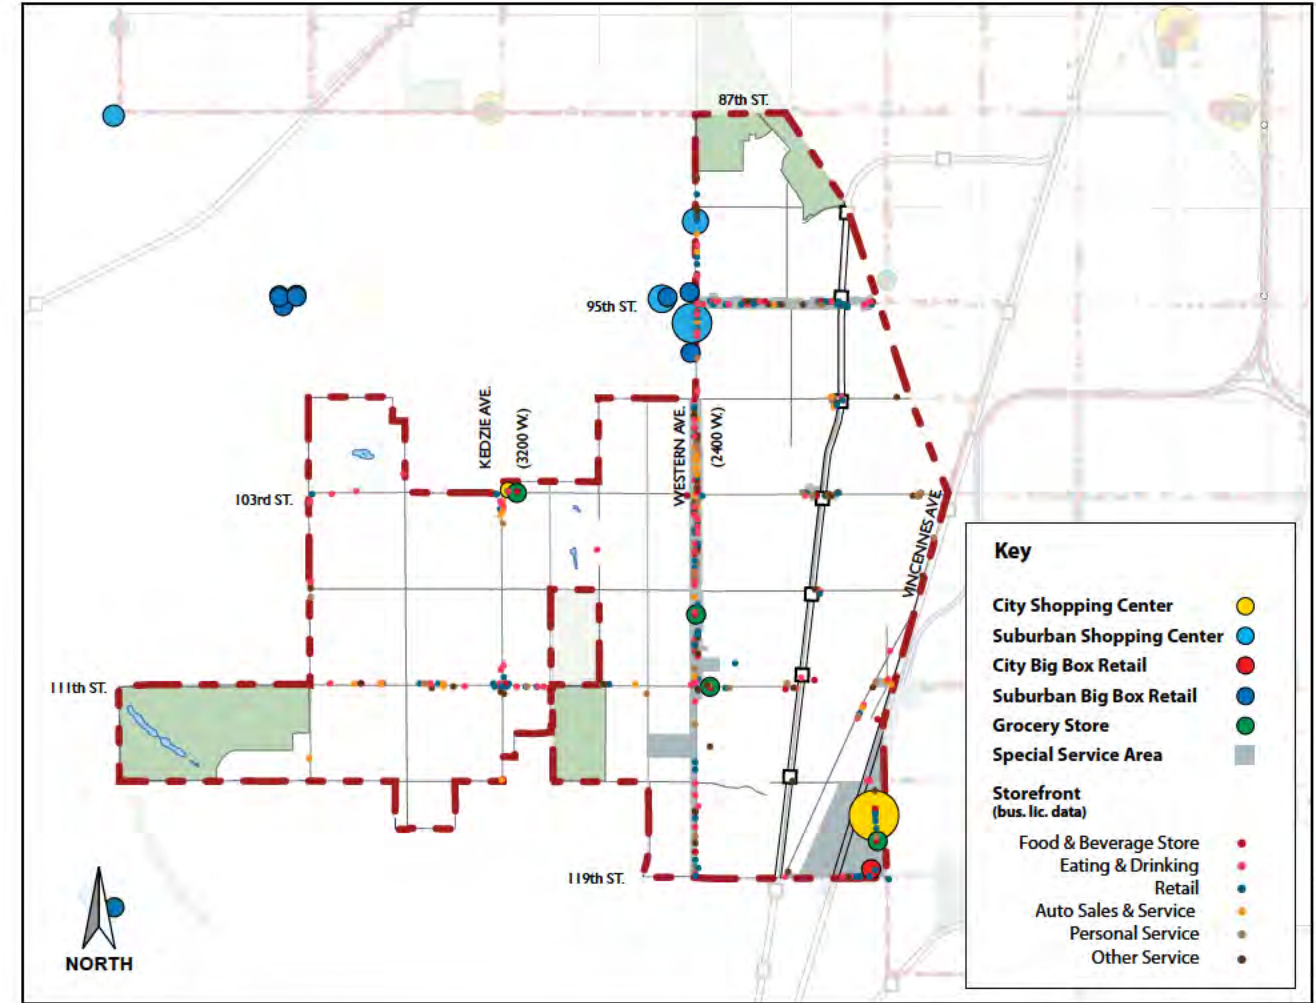 87th ST.
95th ST.
KEDZIE AVE.
(3200 W.)
WESTERN AVE.
(2400 W.)
103rd ST.
VINCENNES AVE.
111th ST.
119th ST.
NORTH
Key
City Shopping Center
Suburban Shopping Center
City Big Box Retail
Suburban Big Box Retail
Grocery Store
Special Service Area
Storefront
(bus. lic. data)
Food & Beverage Store
Eating & Drinking
Retail
Auto Sales & Service
Personal Service
Other Service